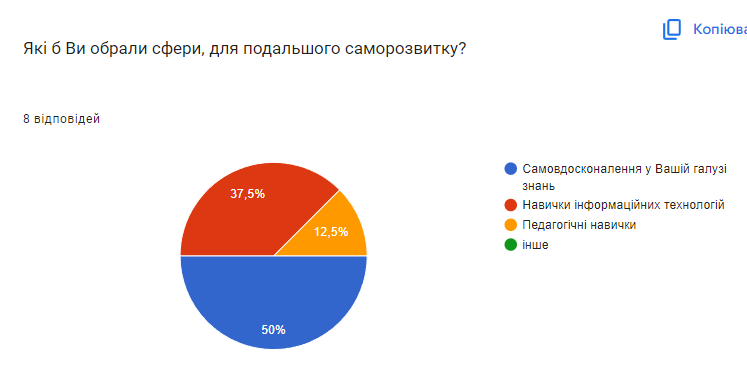 Копіюва
Які б Ви обрали сфери, для подальшого саморозвитку?
8 відповідей
37,5%
12,5%
50%
Самовдосконалення у Вашій галузі
знань
Навички інформаційних технологій
Педагогічні навички
інше